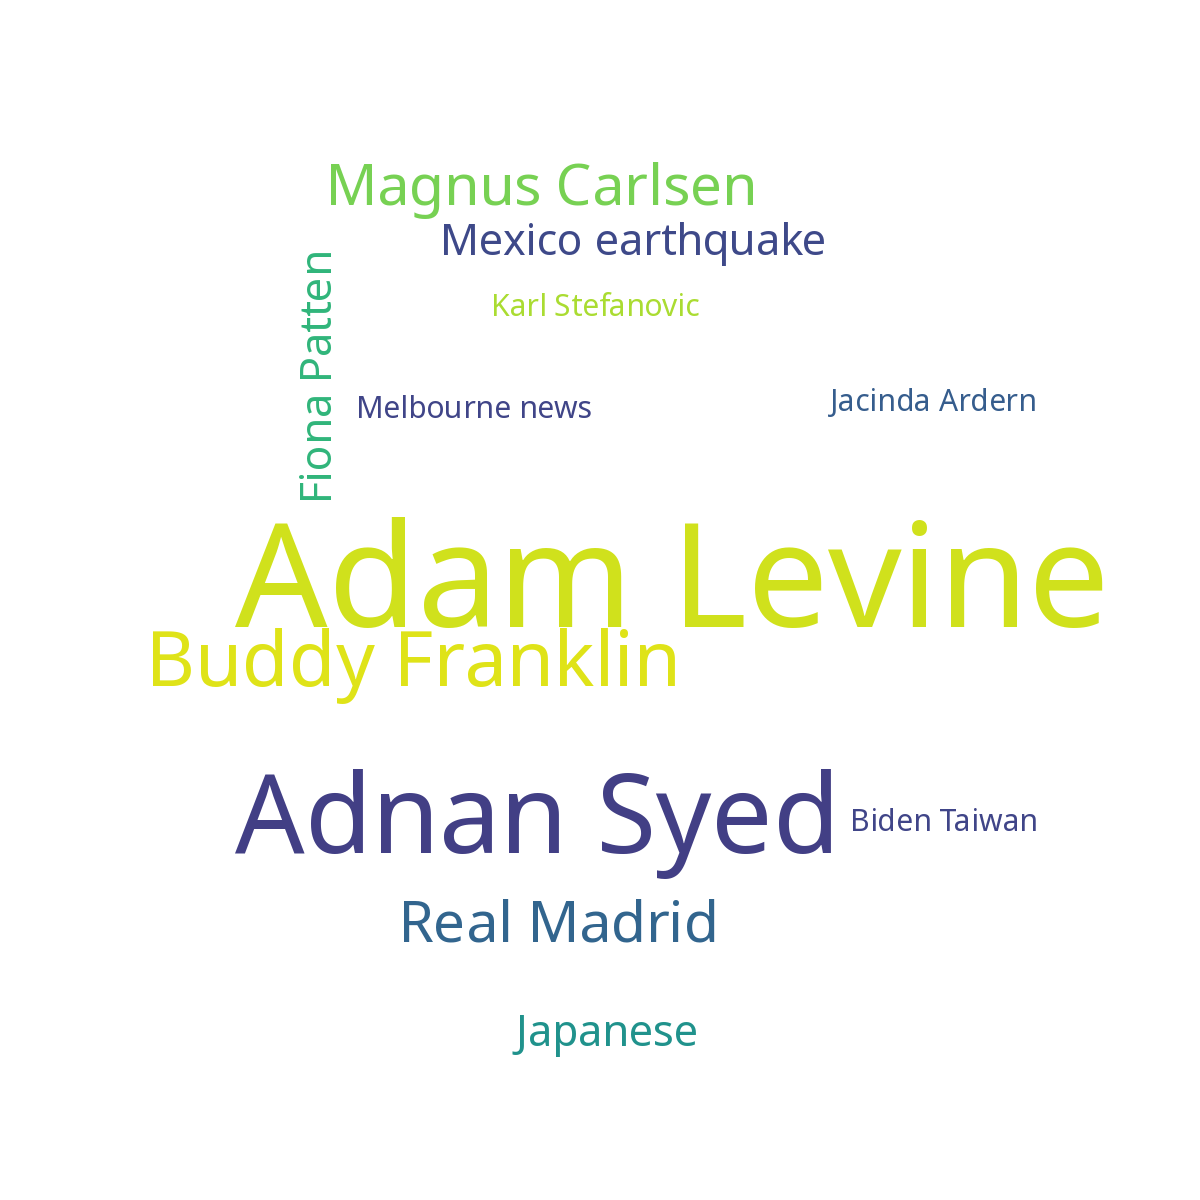 Magnus Carlsen
Mexico earthquake
Fiona Patten
Karl Stefanovic
Melbourne news
Jacinda Ardern
Adam Levine
Buddy Franklin
Adnan Syed
Biden Taiwan
Real Madrid
Japanese